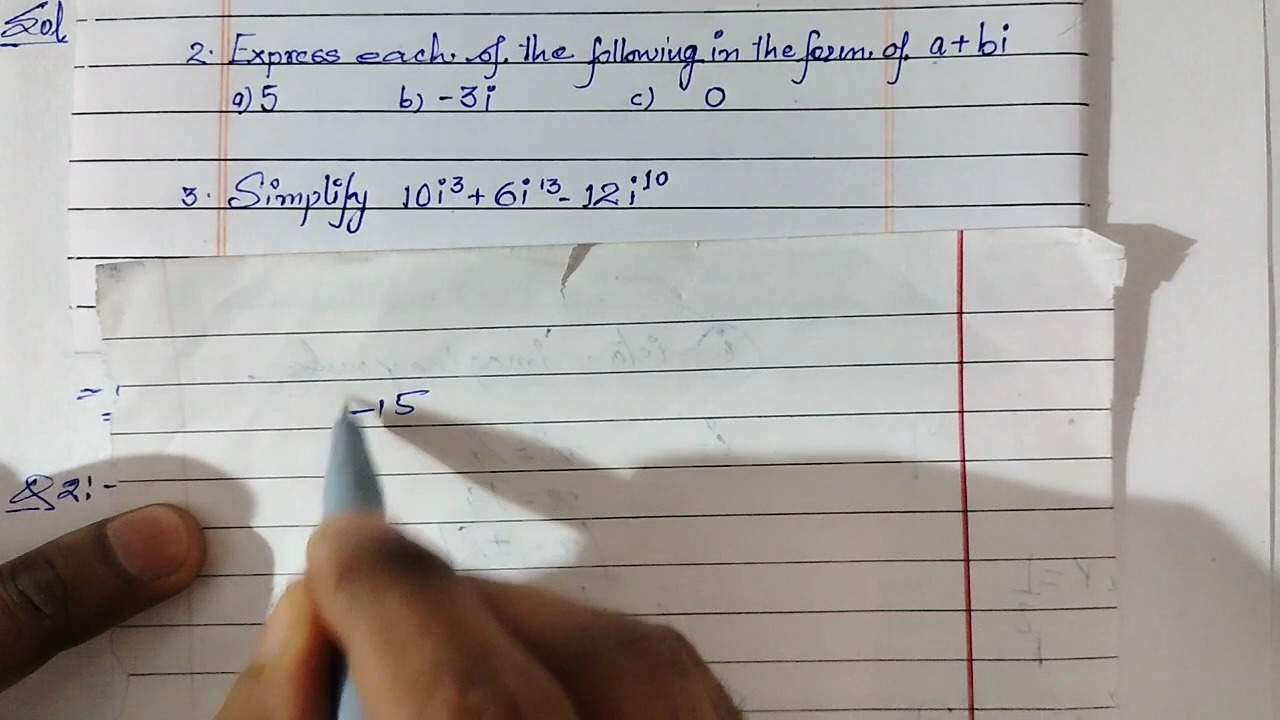 Sol
2. Express each of the following in the form of a+bi
a) 5 b) -3i c) 0
3. Simplify 10i³ + 6i¹³ - 12i¹⁰
-15
=
=
Q2:-